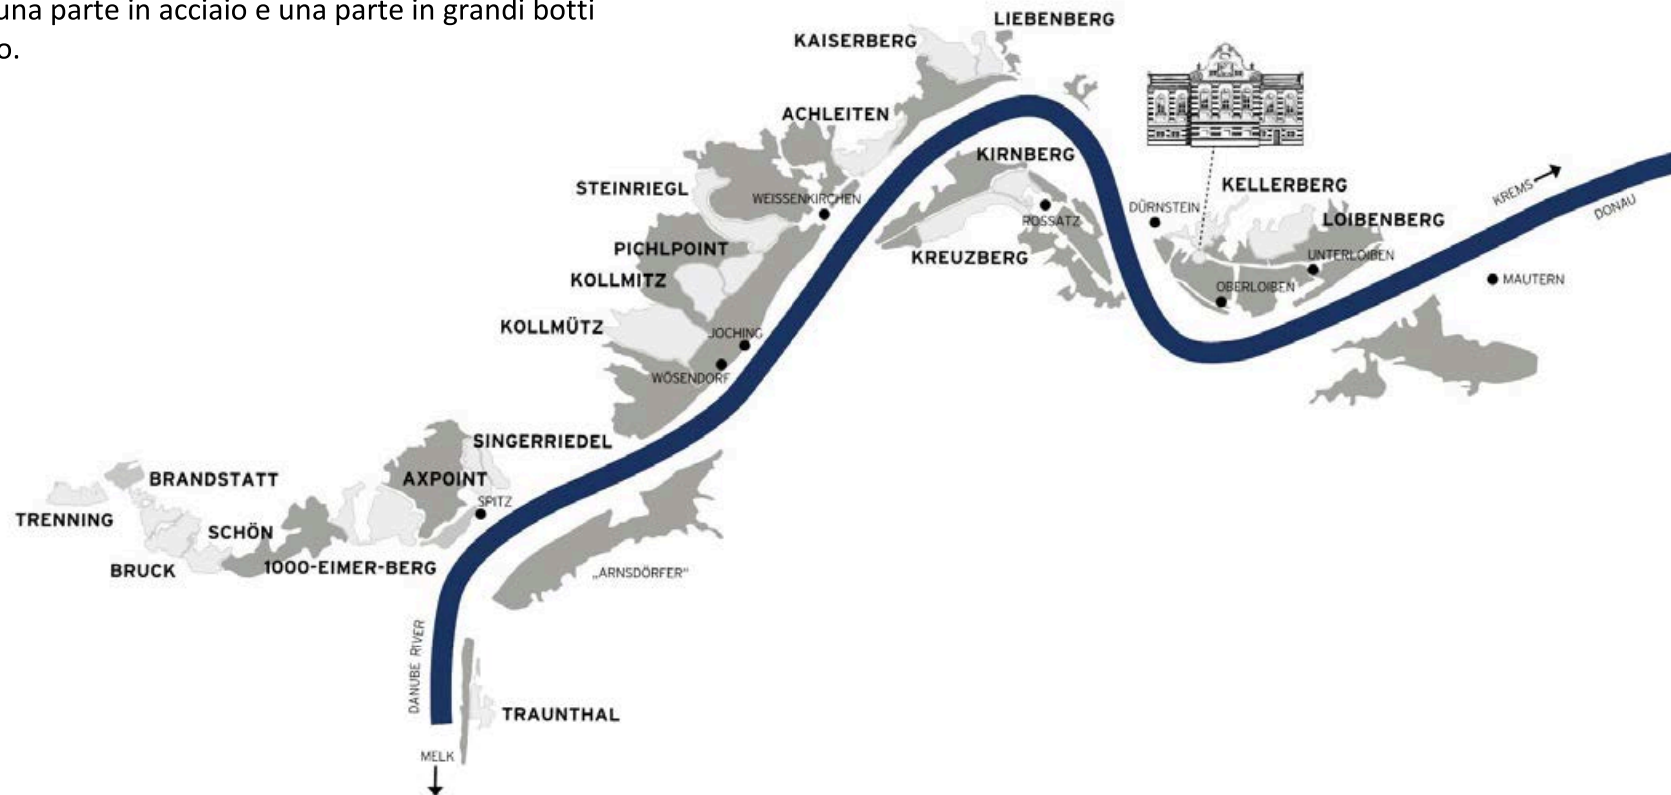 una parte in acciaio e una parte in grandi botti
o.
LIEBENBERG
KAISERBERG
ACHLEITEN
KIRNBERG
STEINRIEGL
WEISSENKIRCHEN
KELLERBERG
DÜRNSTEIN
ROSSATZ
LOIBENBERG
KREMS
DONAU
PICHLPOINT
KREUZBERG
UNTERLOIBEN
KOLLMITZ
OBERLOIBEN
MAUTERN
KOLLMÜTZ
JOCHING
WÖSENDORF
SINGERRIEDEL
BRANDSTATT
AXPOINT
SPITZ
TRENNING
SCHÖN
BRUCK
1000-EIMER-BERG
„ARNSDÖRFER“
DANUBE RIVER
TRAUNTHAL
MELK